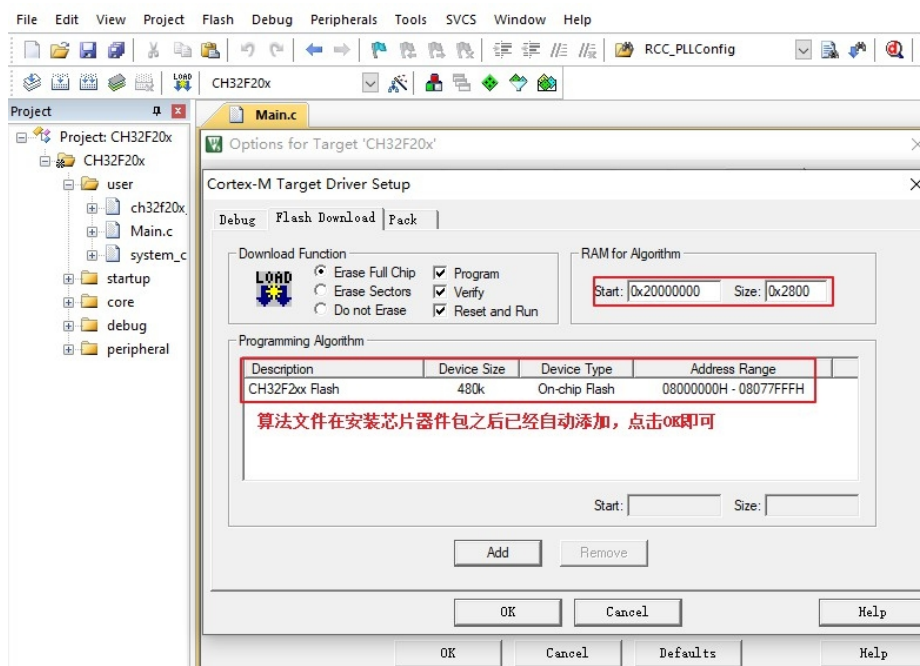 File Edit View Project Flash Debug Peripherals Tools SVCS Window Help
RCC_PLLConfig
LOAD
CH32F20x
Project
Main.c
Project: CH32F20x
CH32F20x
user
ch32f20x_
Main.c
system_c
startup
core
debug
peripheral
Options for Target 'CH32F20x'
Cortex-M Target Driver Setup
Debug Flash Download Pack
Download Function
LOAD
Erase Full Chip
Erase Sectors
Do not Erase
Program
Verify
Reset and Run
RAM for Algorithm
Start: 0x20000000 Size: 0x2800
Programming Algorithm
Description Device Size Device Type Address Range
CH32F2xx Flash 480k On-chip Flash 08000000H - 08077FFFH
算法文件在安装芯片器件包之后已经自动添加，点击OK即可
Start: Size:
Add Remove
OK Cancel Help
OK Cancel Defaults Help